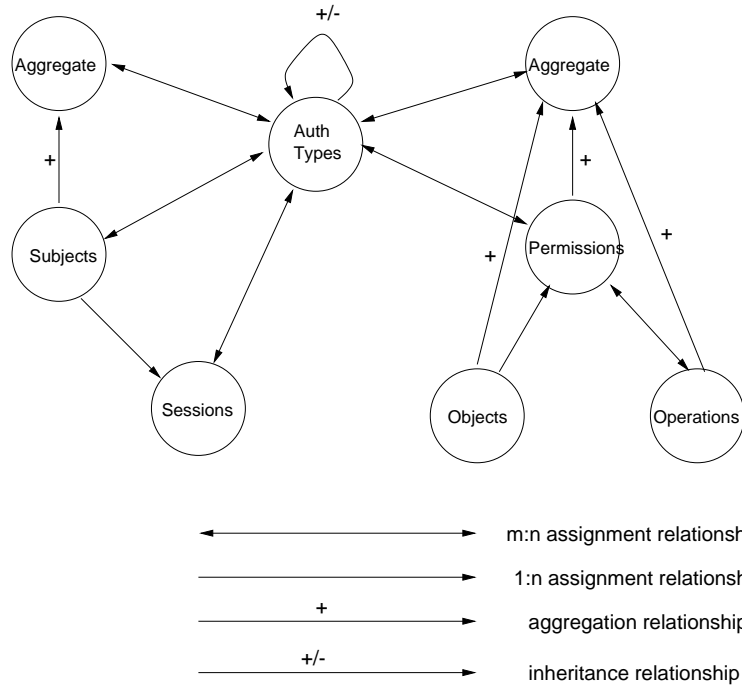 +/-
Aggregate
Aggregate
Auth
Types
+
+
Subjects
Permissions
+
+
Sessions
Objects
Operations
m:n assignment relationsh
1:n assignment relationsh
+
aggregation relationship
+/-
inheritance relationship